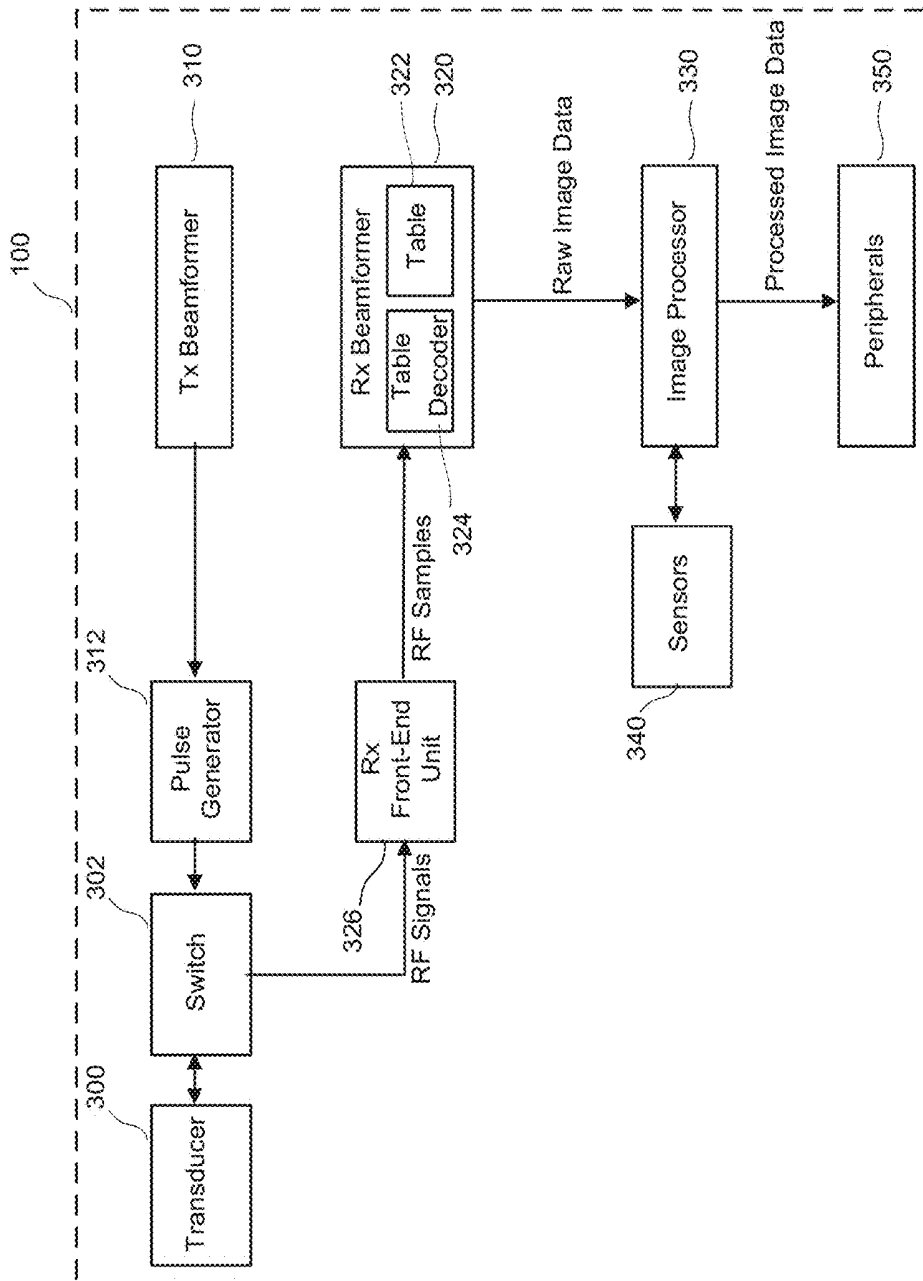 100
300
302
312
310
Transducer
Switch
Pulse
Generator
Tx Beamformer
326
RF Signals
Rx
Front-End
Unit
RF Samples
Rx Beamformer
Table
Decoder
Table
322
320
324
Raw Image Data
340
Sensors
Image Processor
330
Processed Image Data
Peripherals
350